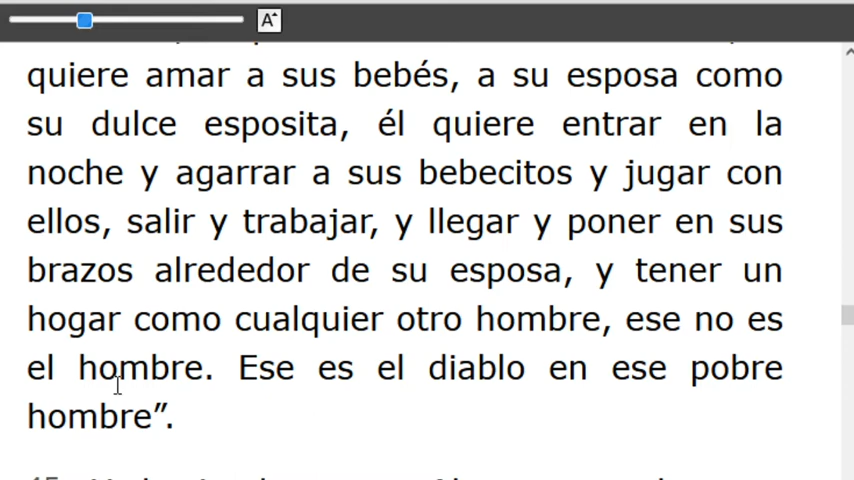 quiere amar a sus bebés, a su esposa como
su dulce esposita, él quiere entrar en la
noche y agarrar a sus bebecitos y jugar con
ellos, salir y trabajar, y llegar y poner en sus
brazos alrededor de su esposa, y tener un
hogar como cualquier otro hombre, ese no es
el hombre. Ese es el diablo en ese pobre
hombre”.